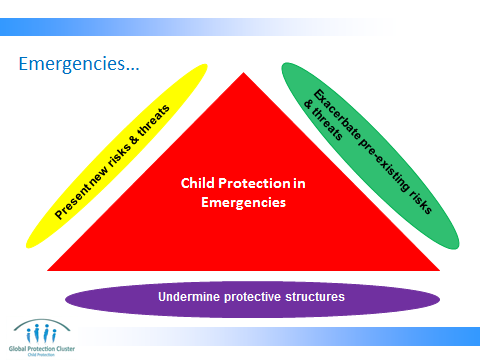 Emergencies...
Present new risks & threats
Exacerbate pre-existing risks
& threats
Child Protection in
Emergencies
Undermine protective structures
Global Protection Cluster
Child Protection